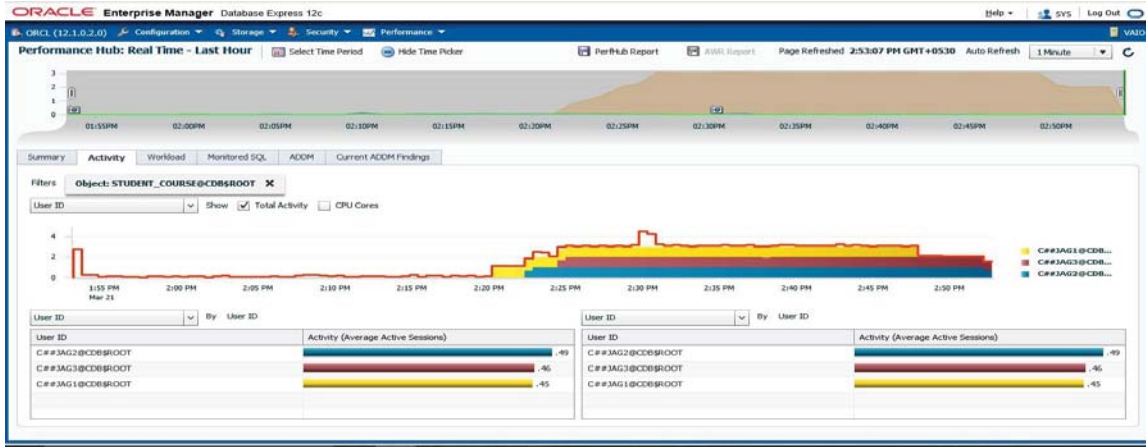 ORACLE Enterprise Manager Database Express 12c
Help SYS Log Out
ORCL (12.1.0.2.0) Configuration Storage Security Performance VAIO
Performance Hub: Real Time - Last Hour Select Time Period Hide Time Picker PerfHub Report AWR Report Page Refreshed 2:53:07 PM GMT+0530 Auto Refresh 1 Minute
3
2
1
0
01:55PM 02:00PM 02:05PM 02:10PM 02:15PM 02:20PM 02:25PM 02:30PM 02:35PM 02:40PM 02:45PM 02:50PM
Summary Activity Workload Monitored SQL ADDM Current ADDM Findings
Filters Object: STUDENT_COURSE@CDB$ROOT X
User ID Show Total Activity CPU Cores
4
2
0
C##JAG1@CDB...
C##JAG3@CDB...
C##JAG2@CDB...
1:55 PM 2:00 PM 2:05 PM 2:10 PM 2:15 PM 2:20 PM 2:25 PM 2:30 PM 2:35 PM 2:40 PM 2:45 PM 2:50 PM
Mar 21
User ID By User ID
User ID Activity (Average Active Sessions)
C##JAG2@CDB$ROOT .49
C##JAG3@CDB$ROOT .46
C##JAG1@CDB$ROOT .45
User ID By User ID
User ID Activity (Average Active Sessions)
C##JAG2@CDB$ROOT .49
C##JAG3@CDB$ROOT .46
C##JAG1@CDB$ROOT .45